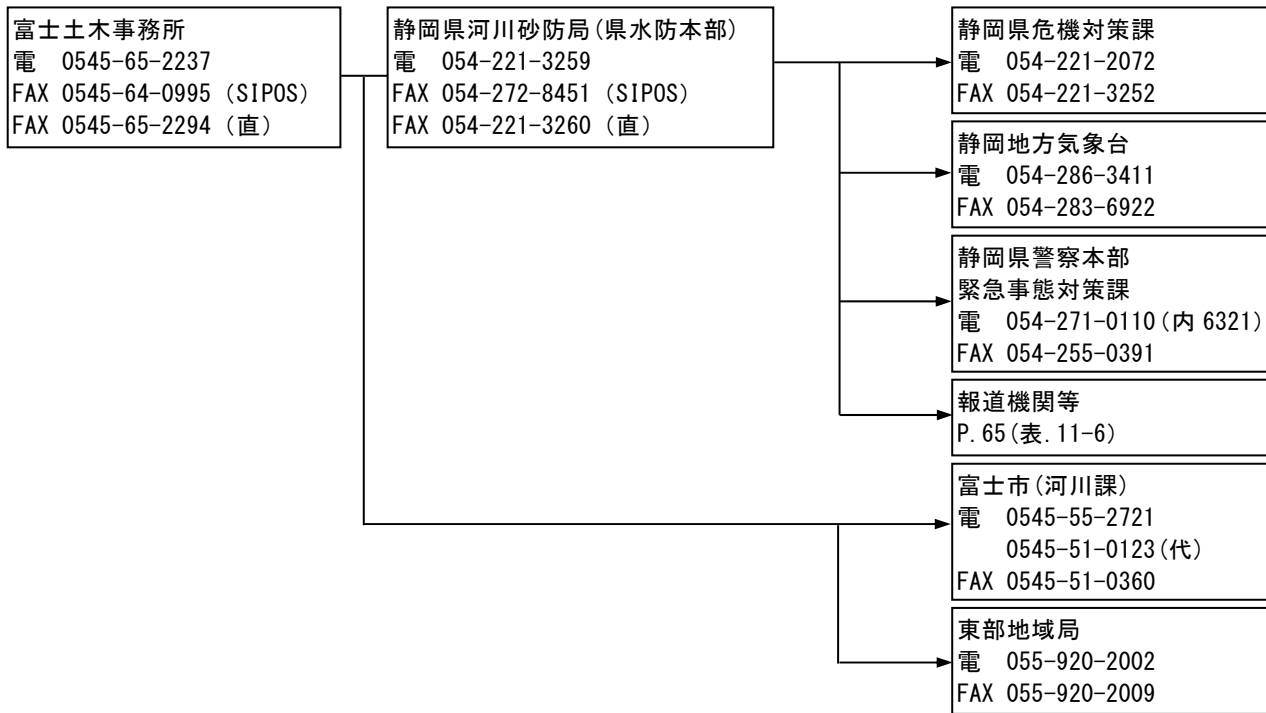 富士土木事務所
電　0545-65-2237
FAX 0545-64-0995 (SIPOS)
FAX 0545-65-2294 (直)
静岡県河川砂防局(県水防本部)
電　054-221-3259
FAX 054-272-8451 (SIPOS)
FAX 054-221-3260 (直)
静岡県危機対策課
電　054-221-2072
FAX 054-221-3252
静岡地方気象台
電　054-286-3411
FAX 054-283-6922
静岡県警察本部
緊急事態対策課
電　054-271-0110(内 6321)
FAX 054-255-0391
報道機関等
P.65(表.11-6)
富士市(河川課)
電　0545-55-2721
0545-51-0123(代)
FAX 0545-51-0360
東部地域局
電　055-920-2002
FAX 055-920-2009